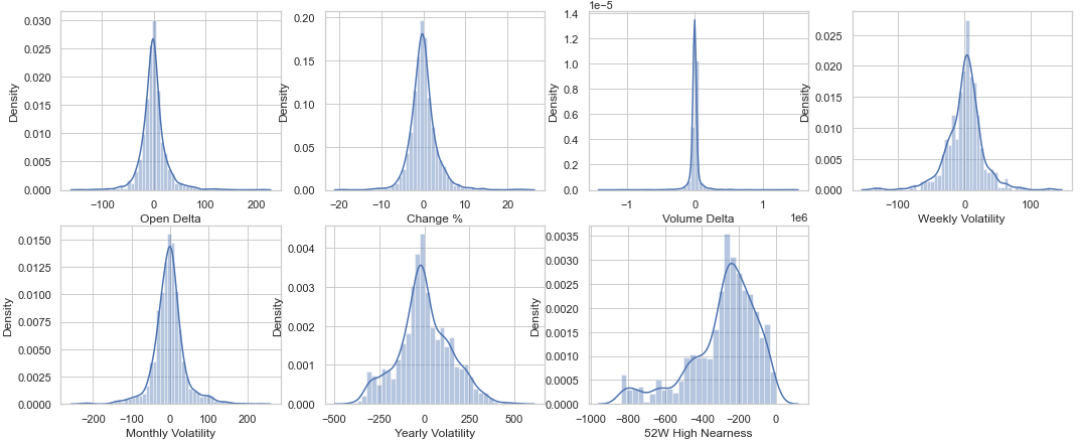 0.030
0.025
0.020
0.015
0.010
0.005
0.000
Density
−100 0 100 200
Open Delta
0.20
0.15
0.10
0.05
0.00
Density
−20 −10 0 10 20
Change %
1e−5
1.4
1.2
1.0
0.8
0.6
0.4
0.2
0.0
Density
−1 0 1
1e6
Volume Delta
0.025
0.020
0.015
0.010
0.005
0.000
Density
−100 0 100
Weekly Volatility
0.0150
0.0125
0.0100
0.0075
0.0050
0.0025
0.0000
Density
−200 −100 0 100 200
Monthly Volatility
0.004
0.003
0.002
0.001
0.000
Density
−500 −250 0 250 500
Yearly Volatility
0.0035
0.0030
0.0025
0.0020
0.0015
0.0010
0.0005
0.0000
Density
−1000 −800 −600 −400 −200 0
52W High Nearness